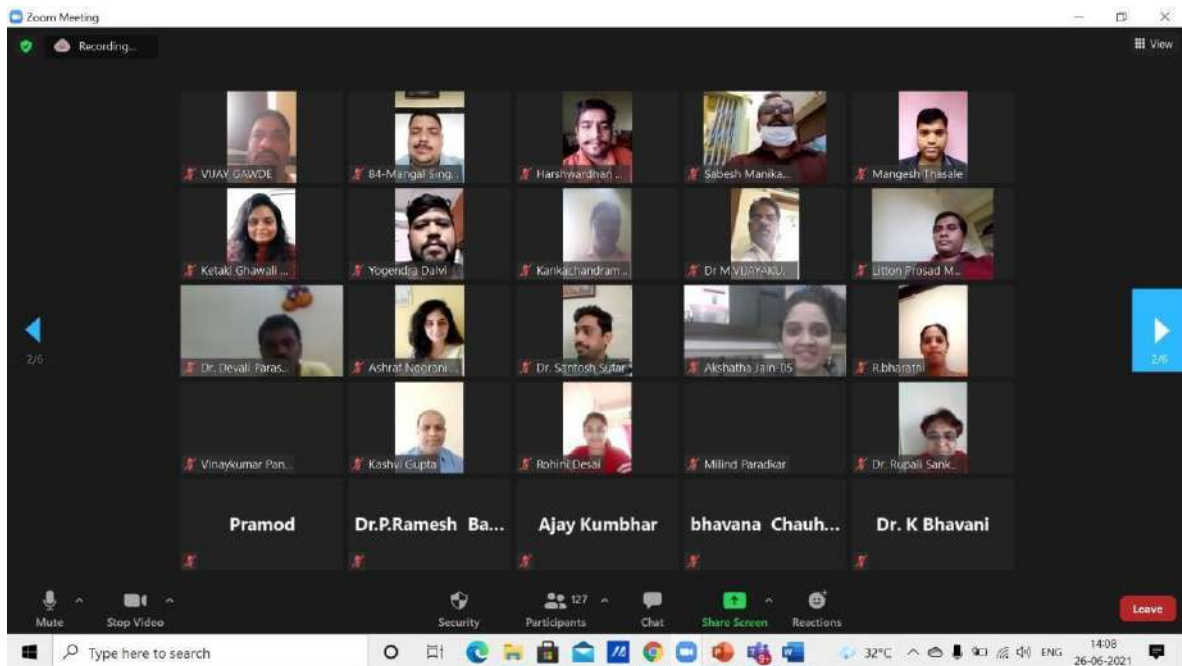 Zoom Meeting
Recording...
View
VIJAY GAWDE
84-Mangal Sing...
Harshwardhan ...
Sabesh Manika...
Mangesh Thasale
Ketaki Ghawali ...
Yogendra Dalvi
Kankachandram...
Dr M.VIJAYAKU,
Litton Prosad M...
Dr. Devali Paras...
Ashraf Noorani ...
Dr. Santosh Sutar
Akshatha Jain-05
R.bharathi
Vinaykumar Pan...
Kashvi Gupta
Rohini Desai
Milind Paradkar
Dr. Rupali Sank...
2/6
2/6
Pramod
Dr.P.Ramesh Ba...
Ajay Kumbhar
bhavana Chauh...
Dr. K Bhavani
Mute
Stop Video
Security
127
Participants
Chat
Share Screen
Reactions
Leave
Type here to search
9+
32°C
ENG
14:08
26-06-2021